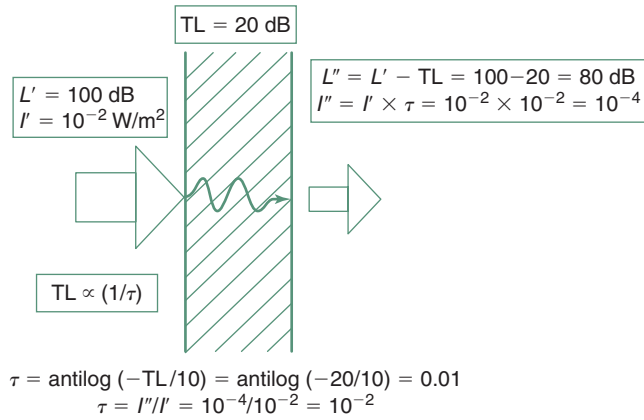 TL = 20 dB
L′ = 100 dB
I′ = 10⁻² W/m²
L″ = L′ − TL = 100−20 = 80 dB
I″ = I′ × τ = 10⁻² × 10⁻² = 10⁻⁴
TL ∝ (1/τ)
τ = antilog (−TL/10) = antilog (−20/10) = 0.01
τ = I″/I′ = 10⁻⁴/10⁻² = 10⁻²